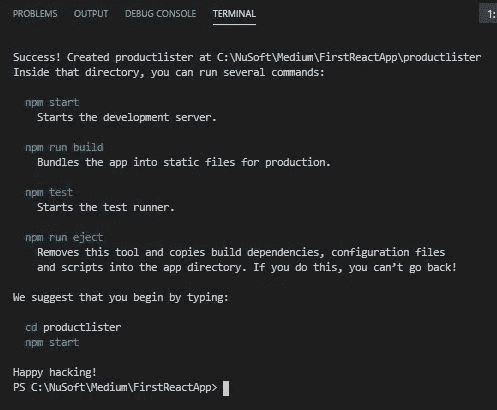 PROBLEMS OUTPUT DEBUG CONSOLE TERMINAL 1:
Success! Created productlister at C:\NuSoft\Medium\FirstReactApp\productlister
Inside that directory, you can run several commands:
npm start
Starts the development server.
npm run build
Bundles the app into static files for production.
npm test
Starts the test runner.
npm run eject
Removes this tool and copies build dependencies, configuration files
and scripts into the app directory. If you do this, you can’t go back!
We suggest that you begin by typing:
cd productlister
npm start
Happy hacking!
PS C:\NuSoft\Medium\FirstReactApp>